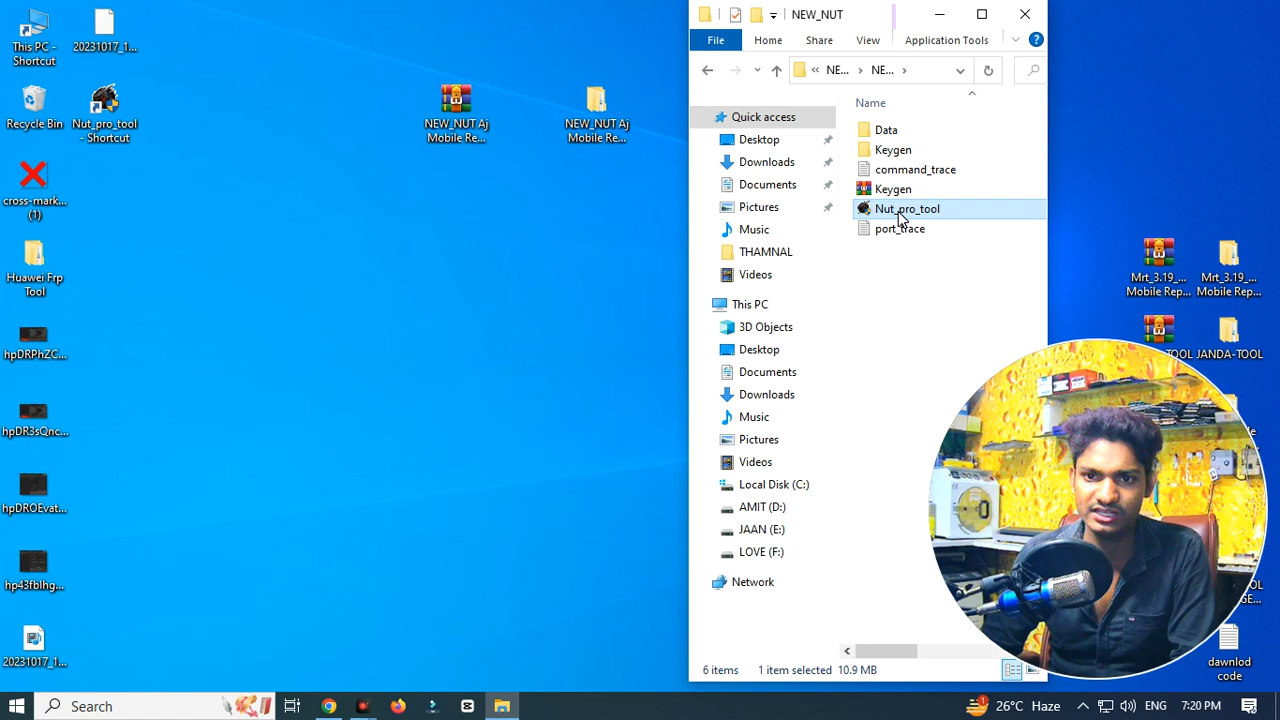 This PC -
Shortcut
20231017_1...
Recycle Bin
Nut_pro_tool
- Shortcut
cross-mark...
(1)
Huawei Frp
Tool
hpDRPhZC...
hpDR3sQnc...
hpDROEvat...
hp43fblhg...
20231017_1...
NEW_NUT Aj
Mobile Re...
NEW_NUT Aj
Mobile Re...
NEW_NUT
File
Home
Share
View
Application Tools
NE...
NE...
Name
Quick access
Desktop
Downloads
Documents
Pictures
Music
THAMNAL
Videos
This PC
3D Objects
Desktop
Documents
Downloads
Music
Pictures
Videos
Local Disk (C:)
AMIT (D:)
JAAN (E:)
LOVE (F:)
Network
Data
Keygen
command_trace
Keygen
Nut_pro_tool
port_trace
6 items
1 item selected 10.9 MB
Mrt_3.19_...
Mobile Rep...
Mrt_3.19_...
Mobile Rep...
TOOL
JANDA-TOOL
dawnlod
code
Search
26°C Haze
ENG
7:20 PM